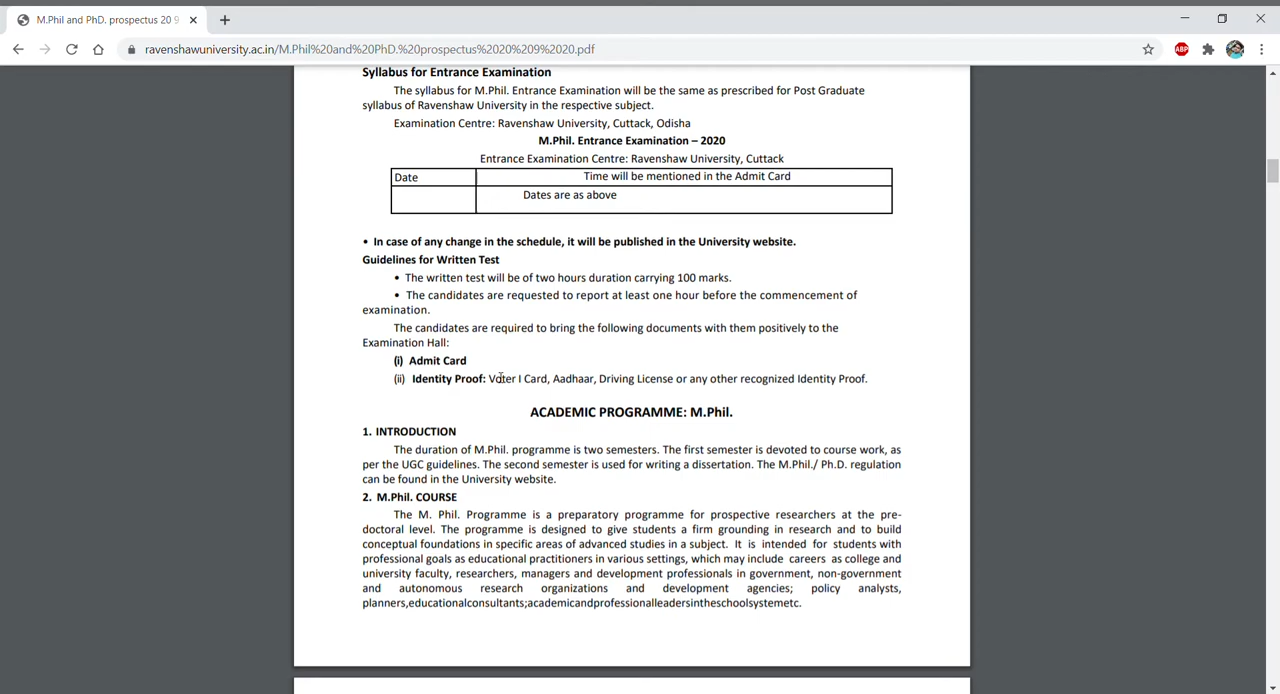 M.Phil and PhD. prospectus 20 9
ravenshawuniversity.ac.in/M.Phil%20and%20PhD.%20prospectus%2020%209%2020.pdf
ABP
Syllabus for Entrance Examination
The syllabus for M.Phil. Entrance Examination will be the same as prescribed for Post Graduate
syllabus of Ravenshaw University in the respective subject.
Examination Centre: Ravenshaw University, Cuttack, Odisha
M.Phil. Entrance Examination – 2020
Entrance Examination Centre: Ravenshaw University, Cuttack
Date Time will be mentioned in the Admit Card
Dates are as above
• In case of any change in the schedule, it will be published in the University website.
Guidelines for Written Test
• The written test will be of two hours duration carrying 100 marks.
• The candidates are requested to report at least one hour before the commencement of
examination.
The candidates are required to bring the following documents with them positively to the
Examination Hall:
(i) Admit Card
(ii) Identity Proof: Voter I Card, Aadhaar, Driving License or any other recognized Identity Proof.
ACADEMIC PROGRAMME: M.Phil.
1. INTRODUCTION
The duration of M.Phil. programme is two semesters. The first semester is devoted to course work, as
per the UGC guidelines. The second semester is used for writing a dissertation. The M.Phil./ Ph.D. regulation
can be found in the University website.
2. M.Phil. COURSE
The M. Phil. Programme is a preparatory programme for prospective researchers at the pre-
doctoral level. The programme is designed to give students a firm grounding in research and to build
conceptual foundations in specific areas of advanced studies in a subject. It is intended for students with
professional goals as educational practitioners in various settings, which may include careers as college and
university faculty, researchers, managers and development professionals in government, non-government
and autonomous research organizations and development agencies; policy analysts,
planners,educationalconsultants;academicandprofessionalleadersintheschoolsystemetc.